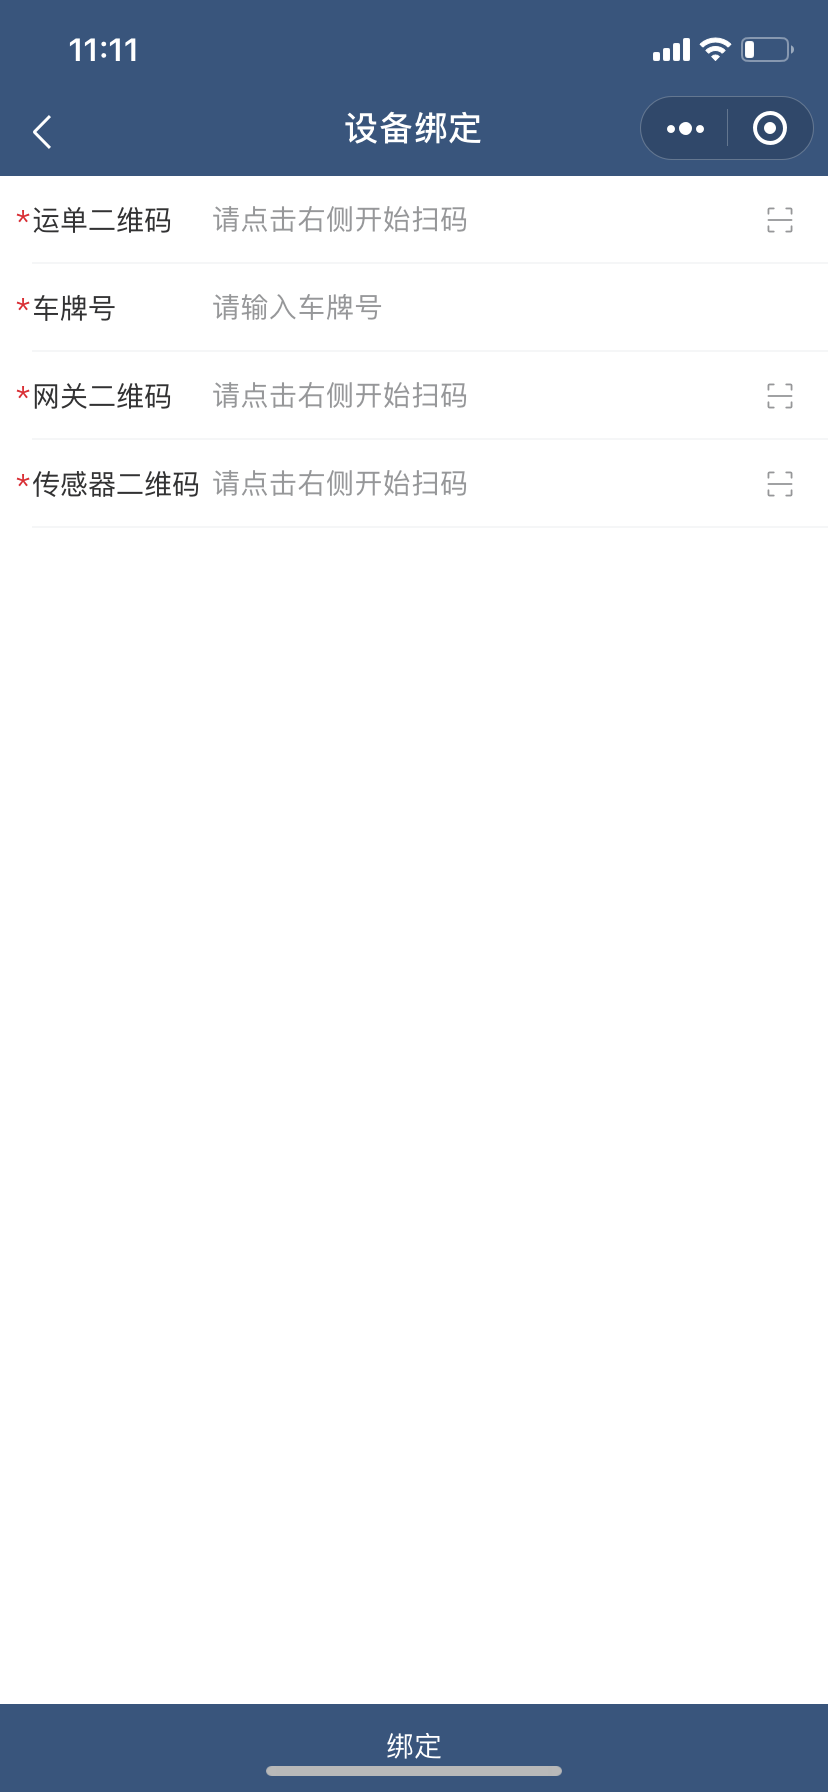 11:11
设备绑定
*运单二维码 请点击右侧开始扫码
*车牌号 请输入车牌号
*网关二维码 请点击右侧开始扫码
*传感器二维码 请点击右侧开始扫码
绑定